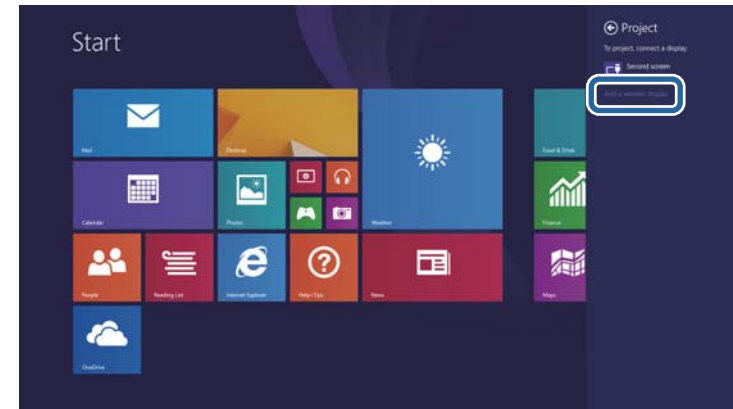 Start
Project
To project, connect a display
Second screen
Add a wireless display
Mail
Desktop
Weather
Food & Drink
Calendar
Photos
Finance
People
Reading List
Internet Explorer
Help+Tips
News
Maps
OneDrive